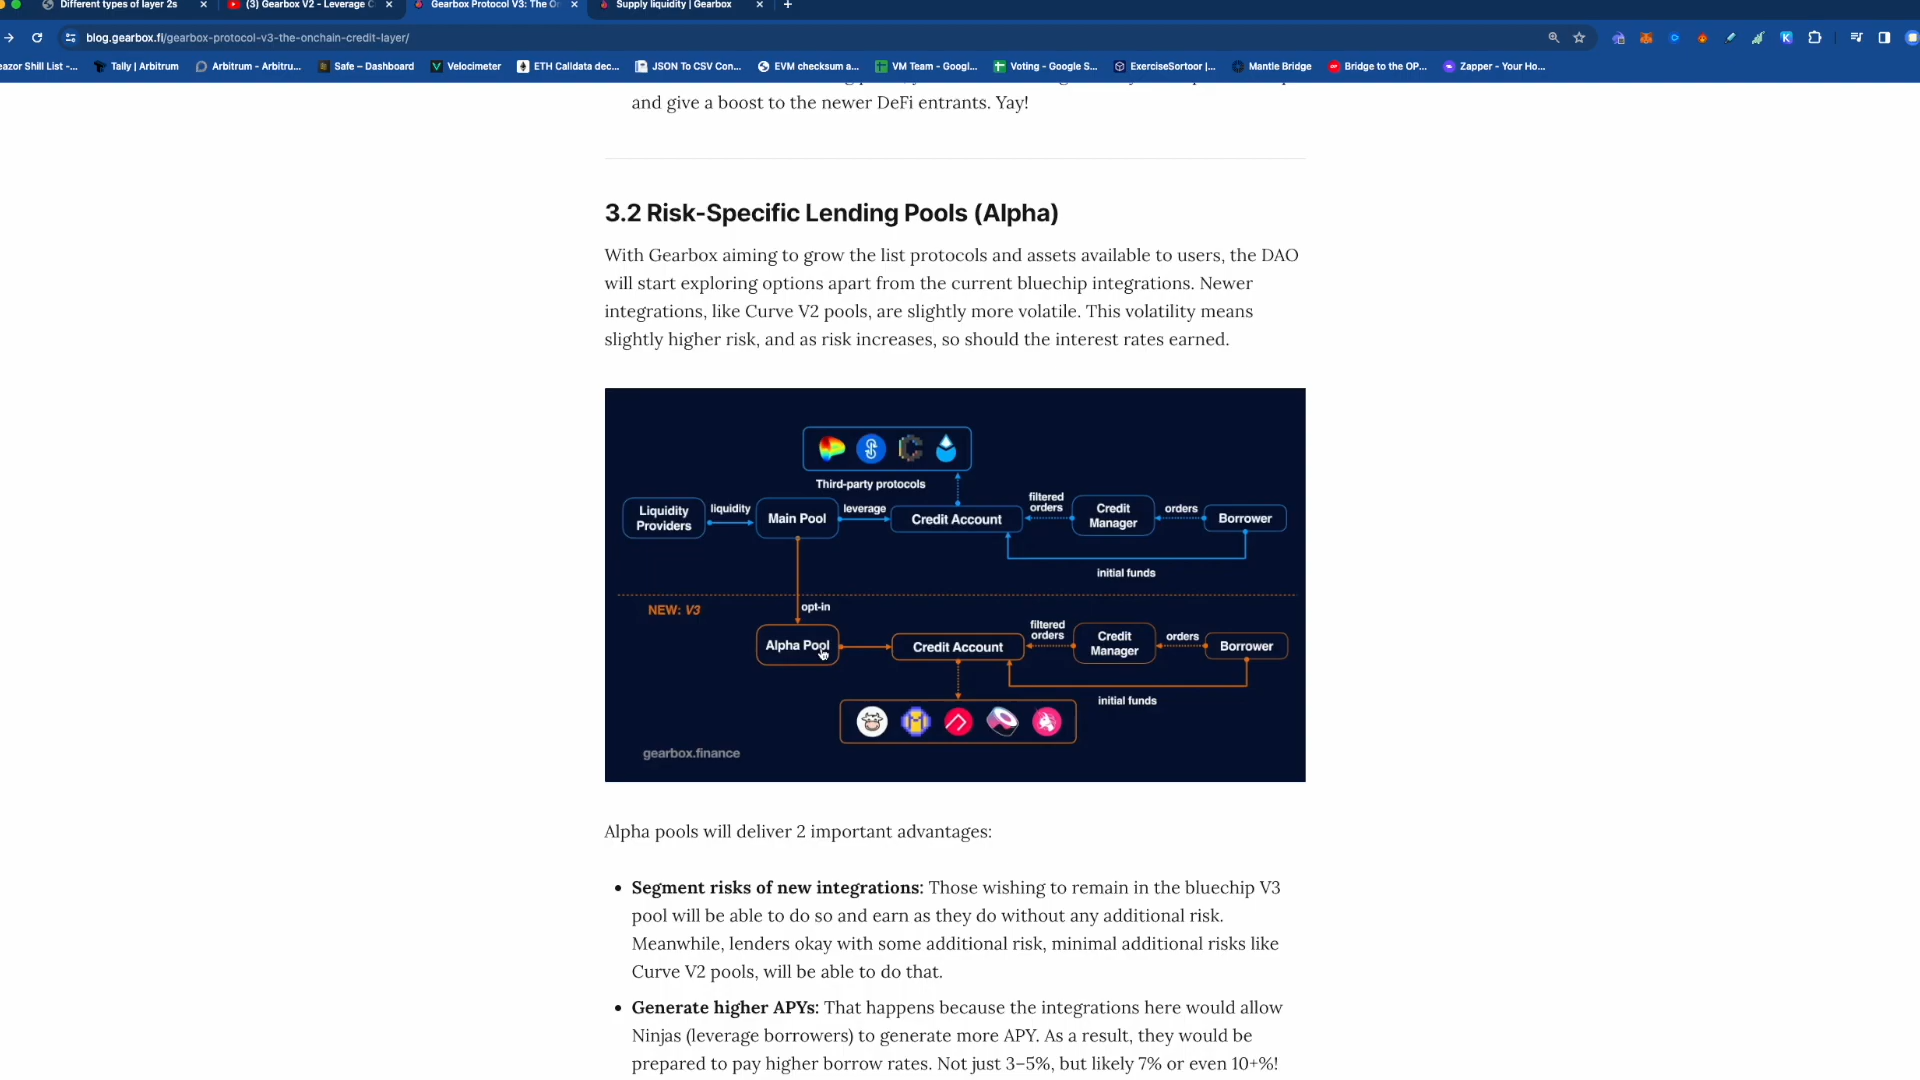 Different types of layer 2s
(3) Gearbox V2 - Leverage C
Gearbox Protocol V3: The On
Supply liquidity | Gearbox
blog.gearbox.fi/gearbox-protocol-v3-the-onchain-credit-layer/
eazor Shill List -...
Tally | Arbitrum
Arbitrum - Arbitru...
Safe – Dashboard
Velocimeter
ETH Calldata dec...
JSON To CSV Con...
EVM checksum a...
VM Team - Googl...
Voting - Google S...
ExerciseSortoor |...
Mantle Bridge
Bridge to the OP...
Zapper - Your Ho...
and give a boost to the newer DeFi entrants. Yay!
3.2 Risk-Specific Lending Pools (Alpha)
With Gearbox aiming to grow the list protocols and assets available to users, the DAO
will start exploring options apart from the current bluechip integrations. Newer
integrations, like Curve V2 pools, are slightly more volatile. This volatility means
slightly higher risk, and as risk increases, so should the interest rates earned.
Third-party protocols
Liquidity
Providers
liquidity
Main Pool
leverage
Credit Account
filtered
orders
Credit
Manager
orders
Borrower
initial funds
NEW: V3
opt-in
Alpha Pool
Credit Account
filtered
orders
Credit
Manager
orders
Borrower
initial funds
gearbox.finance
Alpha pools will deliver 2 important advantages:
• Segment risks of new integrations: Those wishing to remain in the bluechip V3
pool will be able to do so and earn as they do without any additional risk.
Meanwhile, lenders okay with some additional risk, minimal additional risks like
Curve V2 pools, will be able to do that.
• Generate higher APYs: That happens because the integrations here would allow
Ninjas (leverage borrowers) to generate more APY. As a result, they would be
prepared to pay higher borrow rates. Not just 3–5%, but likely 7% or even 10+%!